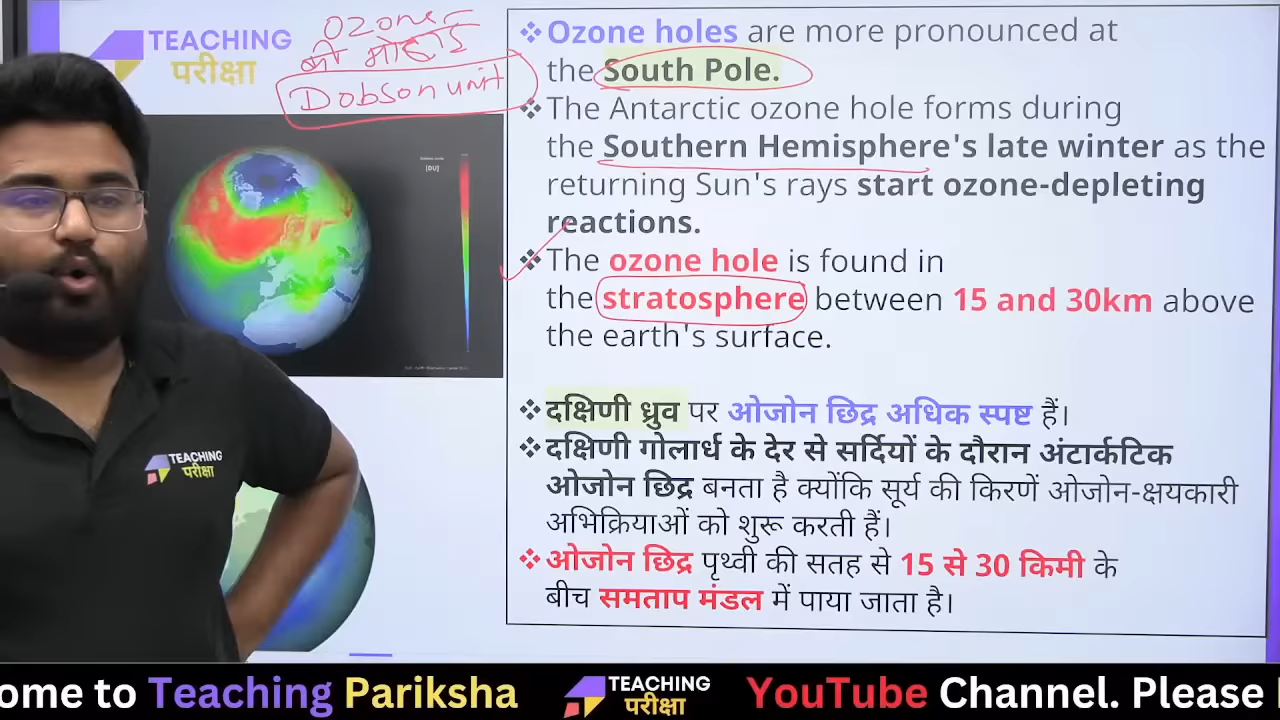 TEACHING
परीक्षा
ozone
की मोटाई
Dobson unit
[DU]
❖ Ozone holes are more pronounced at
the South Pole.
❖ The Antarctic ozone hole forms during
the Southern Hemisphere's late winter as the
returning Sun's rays start ozone-depleting
reactions.
❖ The ozone hole is found in
the stratosphere between 15 and 30km above
the earth's surface.
❖ दक्षिणी ध्रुव पर ओजोन छिद्र अधिक स्पष्ट हैं।
❖ दक्षिणी गोलार्ध के देर से सर्दियों के दौरान अंटार्कटिक
ओजोन छिद्र बनता है क्योंकि सूर्य की किरणें ओजोन-क्षयकारी
अभिक्रियाओं को शुरू करती हैं।
❖ ओजोन छिद्र पृथ्वी की सतह से 15 से 30 किमी के
बीच समताप मंडल में पाया जाता है।
TEACHING
परीक्षा
ome to Teaching Pariksha TEACHING परीक्षा YouTube Channel. Please